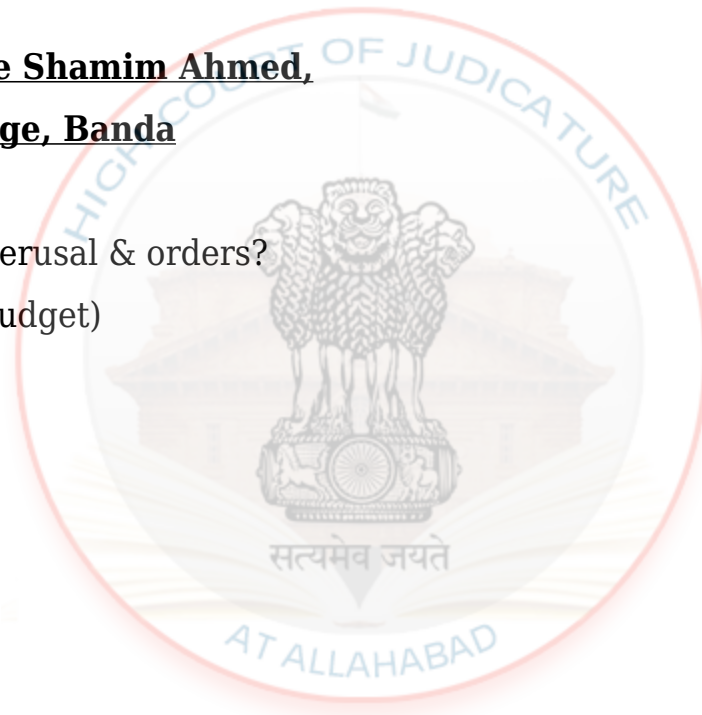 e Shamim Ahmed,
ge, Banda
erusal & orders?
udget)
HIGH COURT OF JUDICATURE
सत्यमेव जयते
AT ALLAHABAD